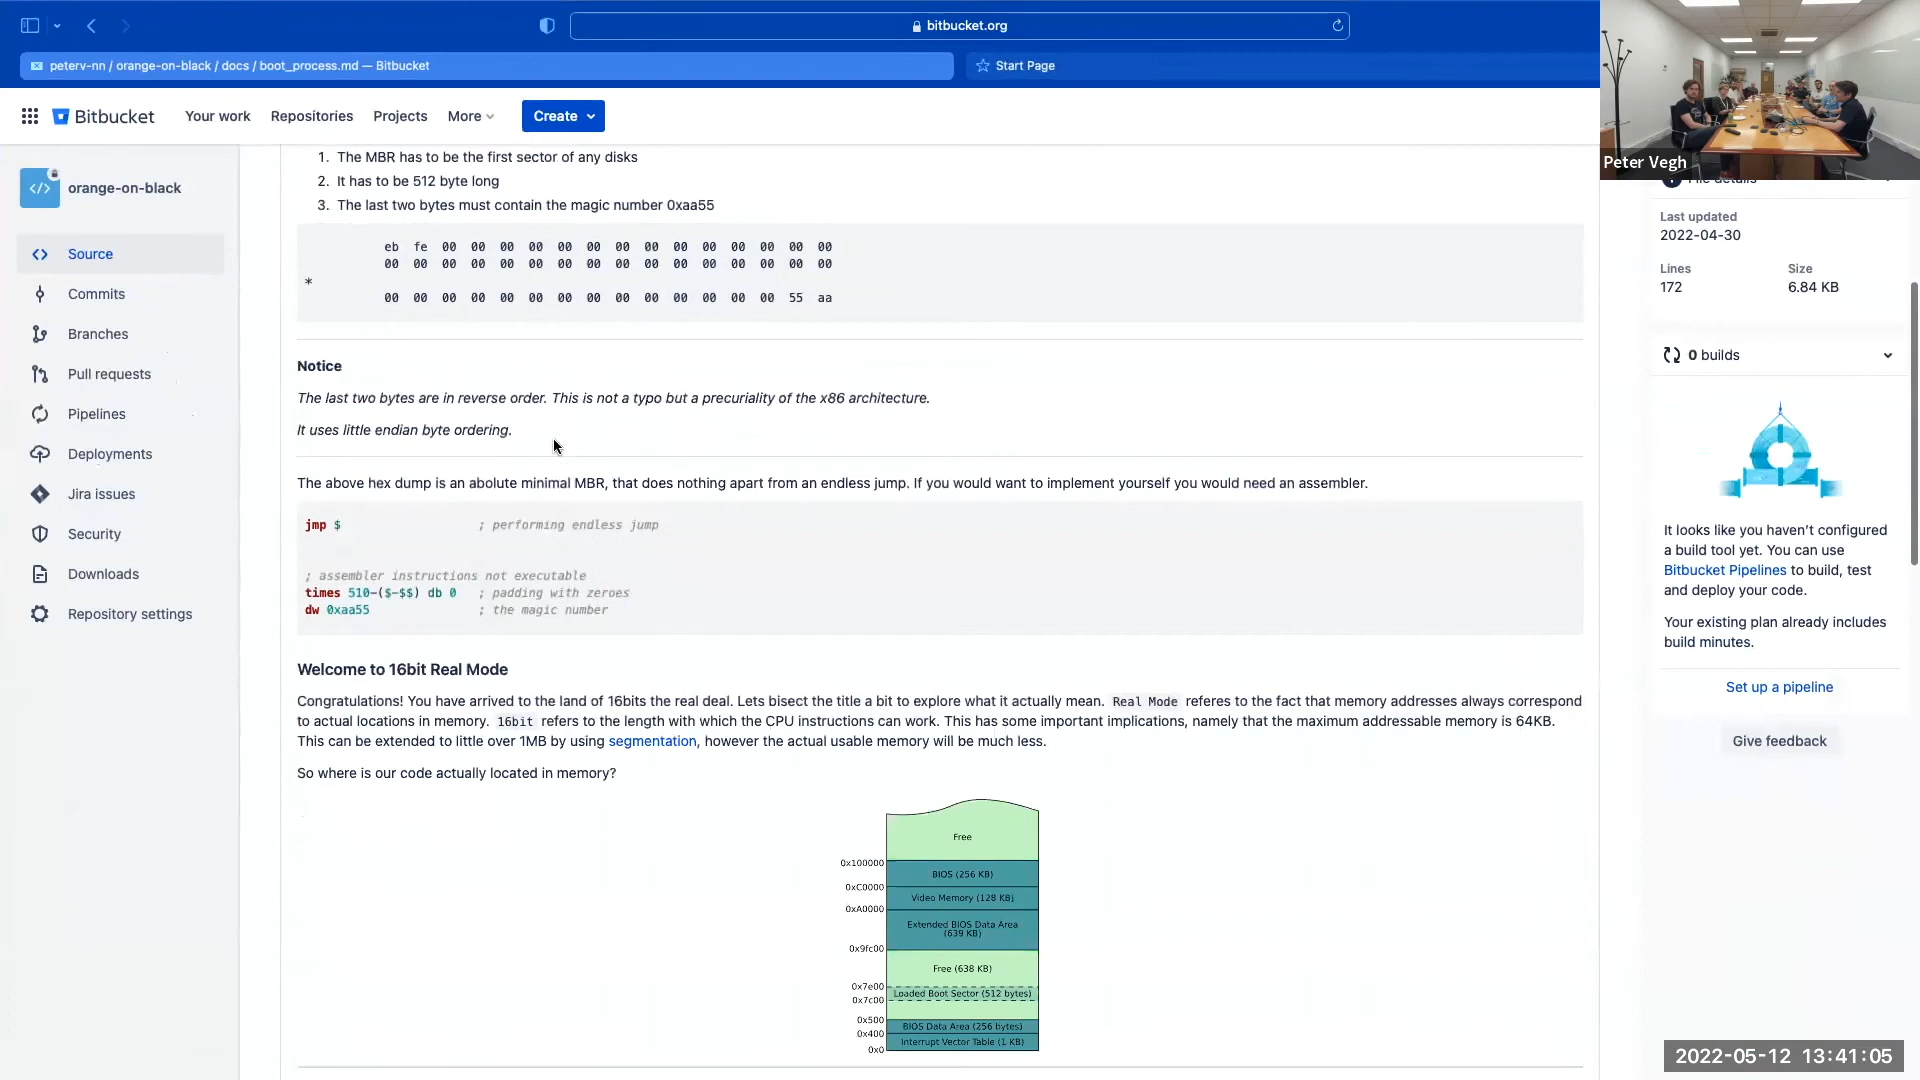 bitbucket.org
peterv-nn / orange-on-black / docs / boot_process.md — Bitbucket
Start Page
Bitbucket
Your work
Repositories
Projects
More
Create
Peter Vegh
orange-on-black
Source
Commits
Branches
Pull requests
Pipelines
Deployments
Jira issues
Security
Downloads
Repository settings
1. The MBR has to be the first sector of any disks
2. It has to be 512 byte long
3. The last two bytes must contain the magic number 0xaa55
eb fe 00 00 00 00 00 00 00 00 00 00 00 00 00 00
00 00 00 00 00 00 00 00 00 00 00 00 00 00 00 00
*
00 00 00 00 00 00 00 00 00 00 00 00 00 00 55 aa
Notice
The last two bytes are in reverse order. This is not a typo but a precuriality of the x86 architecture.
It uses little endian byte ordering.
The above hex dump is an abolute minimal MBR, that does nothing apart from an endless jump. If you would want to implement yourself you would need an assembler.
jmp $ ; performing endless jump
; assembler instructions not executable
times 510-($-$$) db 0 ; padding with zeroes
dw 0xaa55 ; the magic number
Welcome to 16bit Real Mode
Congratulations! You have arrived to the land of 16bits the real deal. Lets bisect the title a bit to explore what it actually mean. Real Mode referes to the fact that memory addresses always correspond
to actual locations in memory. 16bit refers to the length with which the CPU instructions can work. This has some important implications, namely that the maximum addressable memory is 64KB.
This can be extended to little over 1MB by using segmentation, however the actual usable memory will be much less.
So where is our code actually located in memory?
Free
0x100000
BIOS (256 KB)
0xC0000
Video Memory (128 KB)
0xA0000
Extended BIOS Data Area
(639 KB)
0x9fc00
Free (638 KB)
0x7e00
Loaded Boot Sector (512 bytes)
0x7c00
0x500
BIOS Data Area (256 bytes)
0x400
Interrupt Vector Table (1 KB)
0x0
File details
Last updated
2022-04-30
Lines
Size
172
6.84 KB
0 builds
It looks like you haven't configured
a build tool yet. You can use
Bitbucket Pipelines to build, test
and deploy your code.
Your existing plan already includes
build minutes.
Set up a pipeline
Give feedback
2022-05-12 13:41:05